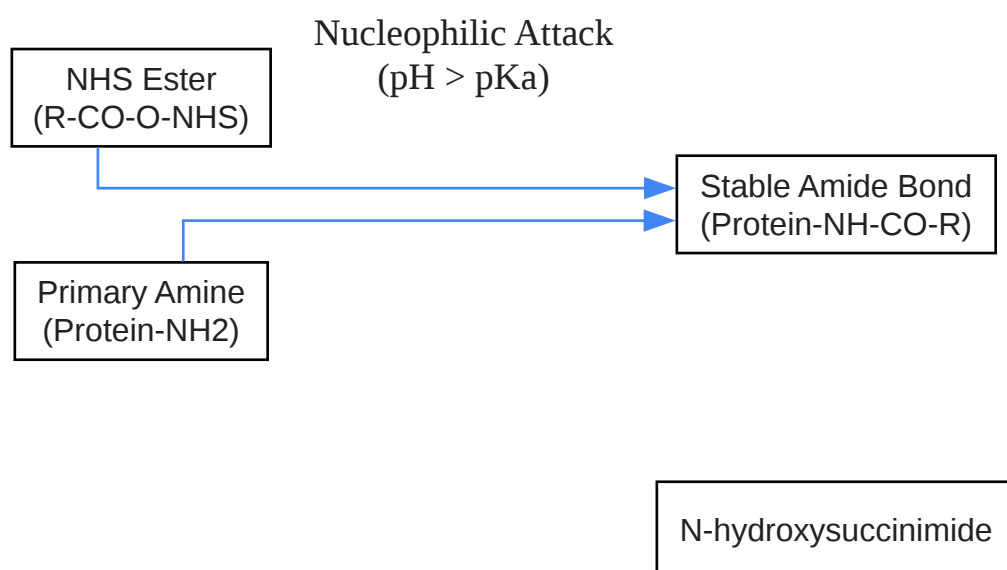 Nucleophilic Attack
(pH > pKa)
NHS Ester
(R-CO-O-NHS)
Stable Amide Bond
(Protein-NH-CO-R)
Primary Amine
(Protein-NH2)
N-hydroxysuccinimide